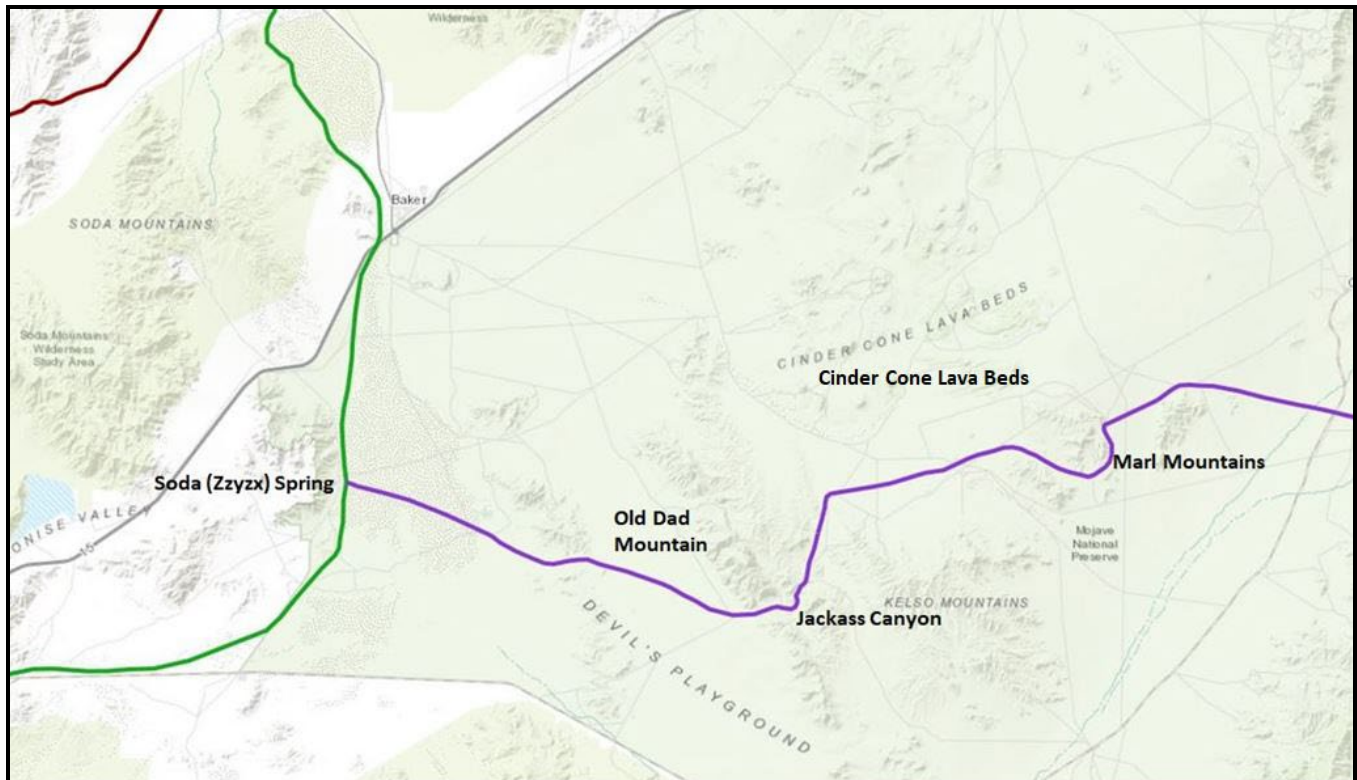 Wilderness
Baker
SODA MOUNTAINS
CINDER CONE LAVA BEDS
Soda Mountains
Wilderness
Study Area
Cinder Cone Lava Beds
Marl Mountains
Soda (Zzyzx) Spring
Old Dad
Mountain
Mojave
National
Preserve
ONISE VALLEY
15
KELSO MOUNTAINS
Jackass Canyon
DEVIL'S PLAYGROUND